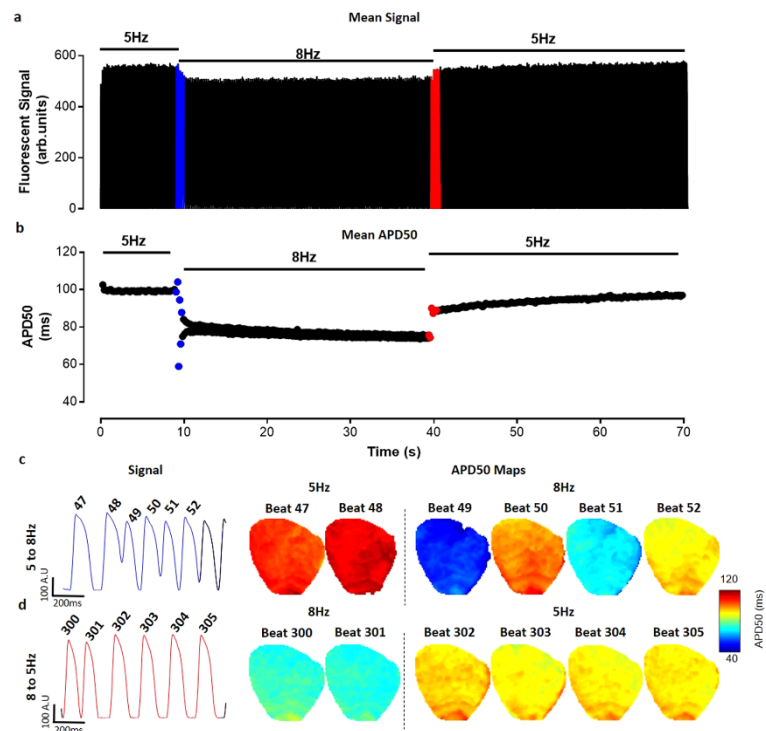 a
Mean Signal
5Hz
8Hz
5Hz
Fluorescent Signal
(arb.units)
600
400
200
0
b
Mean APD50
5Hz
8Hz
5Hz
APD50
(ms)
120
100
80
60
40
0 10 20 30 40 50 60 70
Time (s)
c
Signal
APD50 Maps
5 to 8Hz
47 48 49 50 51 52
100 A.U
200ms
5Hz
8Hz
Beat 47 Beat 48 Beat 49 Beat 50 Beat 51 Beat 52
d
8 to 5Hz
300 301 302 303 304 305
100 A.U
200ms
8Hz
5Hz
Beat 300 Beat 301 Beat 302 Beat 303 Beat 304 Beat 305
120
40
APD50 (ms)